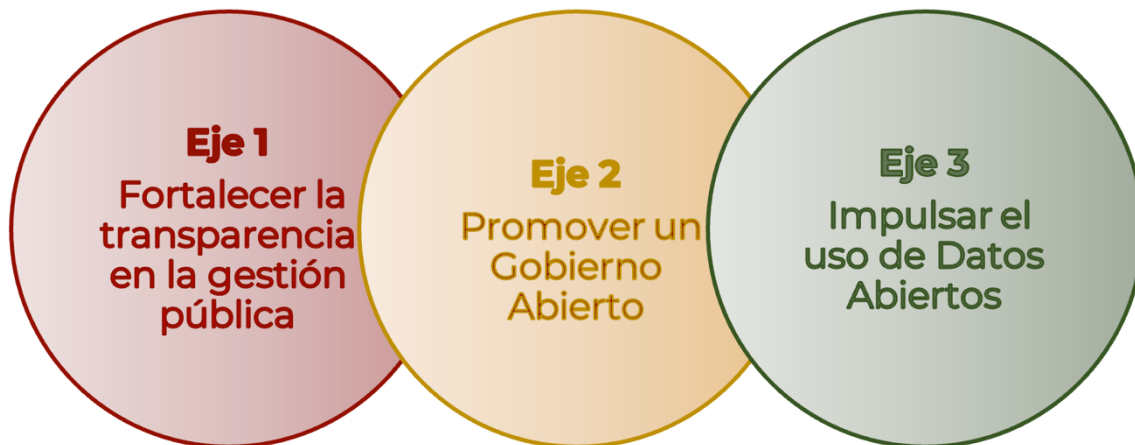 Eje 1
Fortalecer la
transparencia
en la gestión
pública
Eje 2
Promover un
Gobierno
Abierto
Eje 3
Impulsar el
uso de Datos
Abiertos